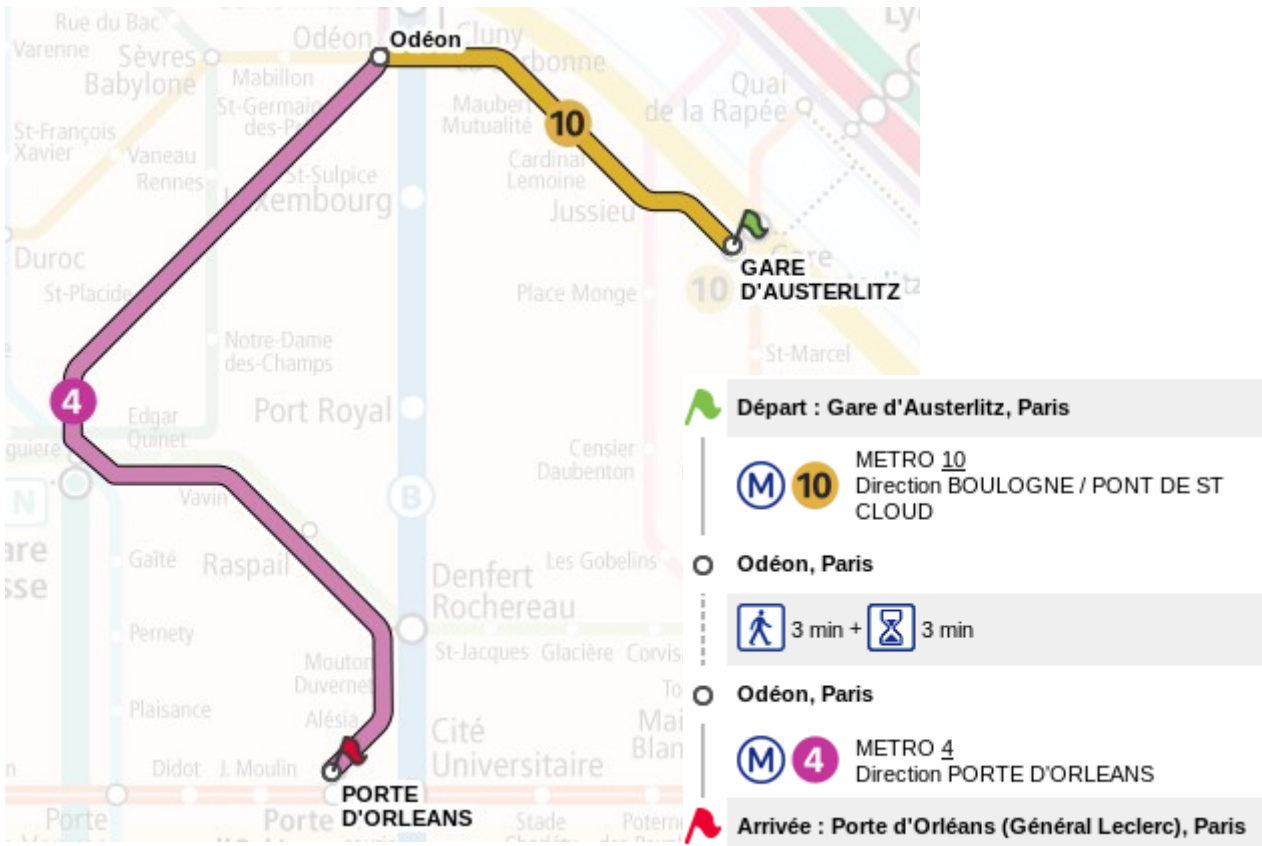 Rue du Bac
Varenne
Sèvres
Babylone
Odéon
Odéon
Cluny
Mabillon
St-Germain
Maubert
Mutualité
10
Quai
de la Rapée
St-François
Xavier
Vaneau
Rennes
St-Sulpice
Cardinal
Lemoine
Jussieu
Duroc
St-Placide
Place Monge
10
Gare
GARE
D'AUSTERLITZ
Notre-Dame
des-Champs
St-Marcel
4
Edgar
Quinet
Port Royal
Censier
Daubenton
Vavin
N
B
Gaîté
Raspail
Les Gobelins
Denfert
Rochereau
Pernety
Mouton
Duvernet
St-Jacques
Glacière
Plaisance
Alésia
Cité
Universitaire
Didot
J. Moulin
PORTE
D'ORLEANS
Porte
Porte
Stade
Départ : Gare d'Austerlitz, Paris
M 10 METRO 10
Direction BOULOGNE / PONT DE ST
CLOUD
Odéon, Paris
3 min + 3 min
Odéon, Paris
M 4 METRO 4
Direction PORTE D'ORLEANS
Arrivée : Porte d'Orléans (Général Leclerc), Paris